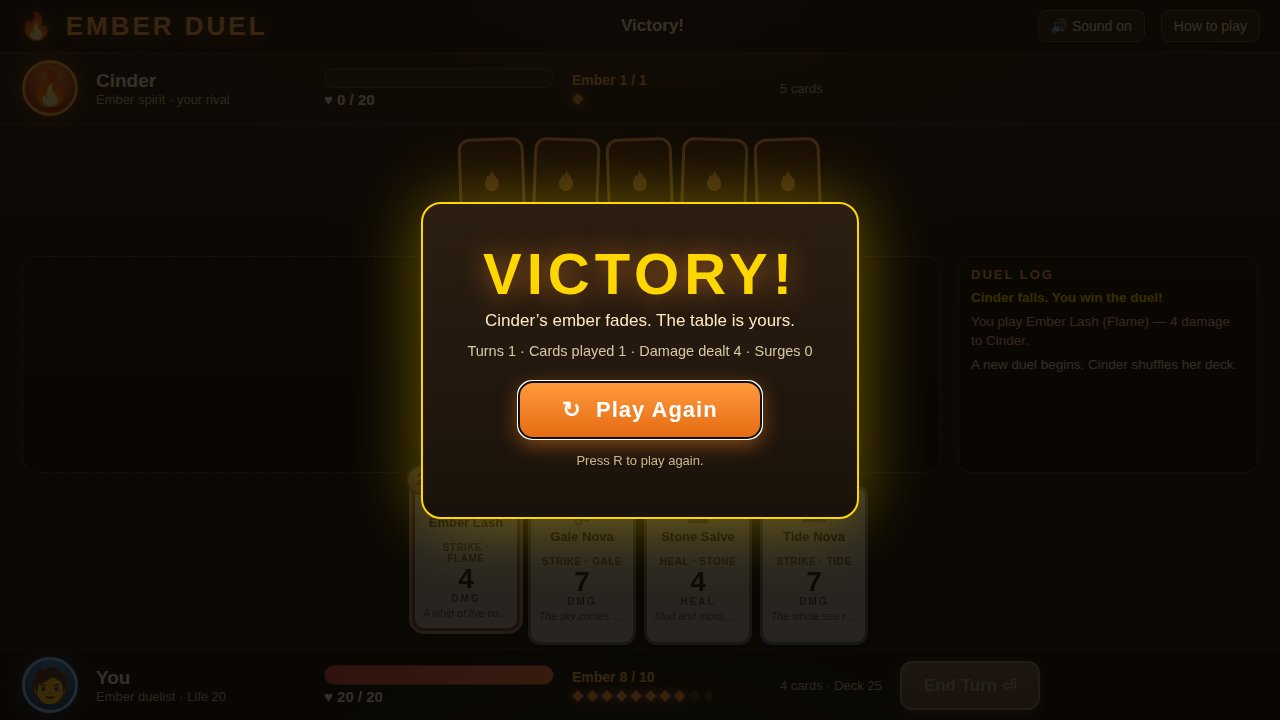 EMBER DUEL
Victory!
🔊 Sound on
How to play
Cinder
Ember spirit · your rival
♥ 0 / 20
Ember 1 / 1
5 cards
VICTORY!
Cinder’s ember fades. The table is yours.
Turns 1 · Cards played 1 · Damage dealt 4 · Surges 0
↻ Play Again
Press R to play again.
DUEL LOG
Cinder falls. You win the duel!
You play Ember Lash (Flame) — 4 damage
to Cinder.
A new duel begins. Cinder shuffles her deck.
Ember Lash
STRIKE ·
FLAME
4
DMG
A whip of live co…
Gale Nova
STRIKE · GALE
7
DMG
The sky comes …
Stone Salve
HEAL · STONE
4
HEAL
Mud and moss, …
Tide Nova
STRIKE · TIDE
7
DMG
The whole sea r…
You
Ember duelist · Life 20
♥ 20 / 20
Ember 8 / 10
4 cards · Deck 25
End Turn ⏎